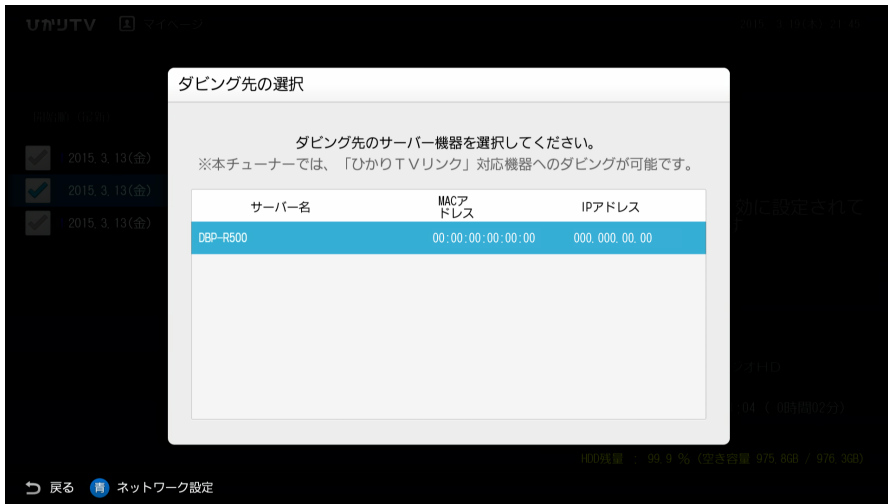 ひかりTV マイページ
ダビング先の選択
ダビング先のサーバー機器を選択してください。
※本チューナーでは、「ひかりTVリンク」対応機器へのダビングが可能です。
サーバー名 MACア
ドレス IPアドレス
DBP-R500 00:00:00:00:00:00 000.000.00.00
2015. 3. 13(金)
2015. 3. 13(金)
2015. 3. 13(金)
効に設定されて
HDD残量 : 99.9 % (空き容量 975.8GB / 976.3GB)
戻る 青 ネットワーク設定